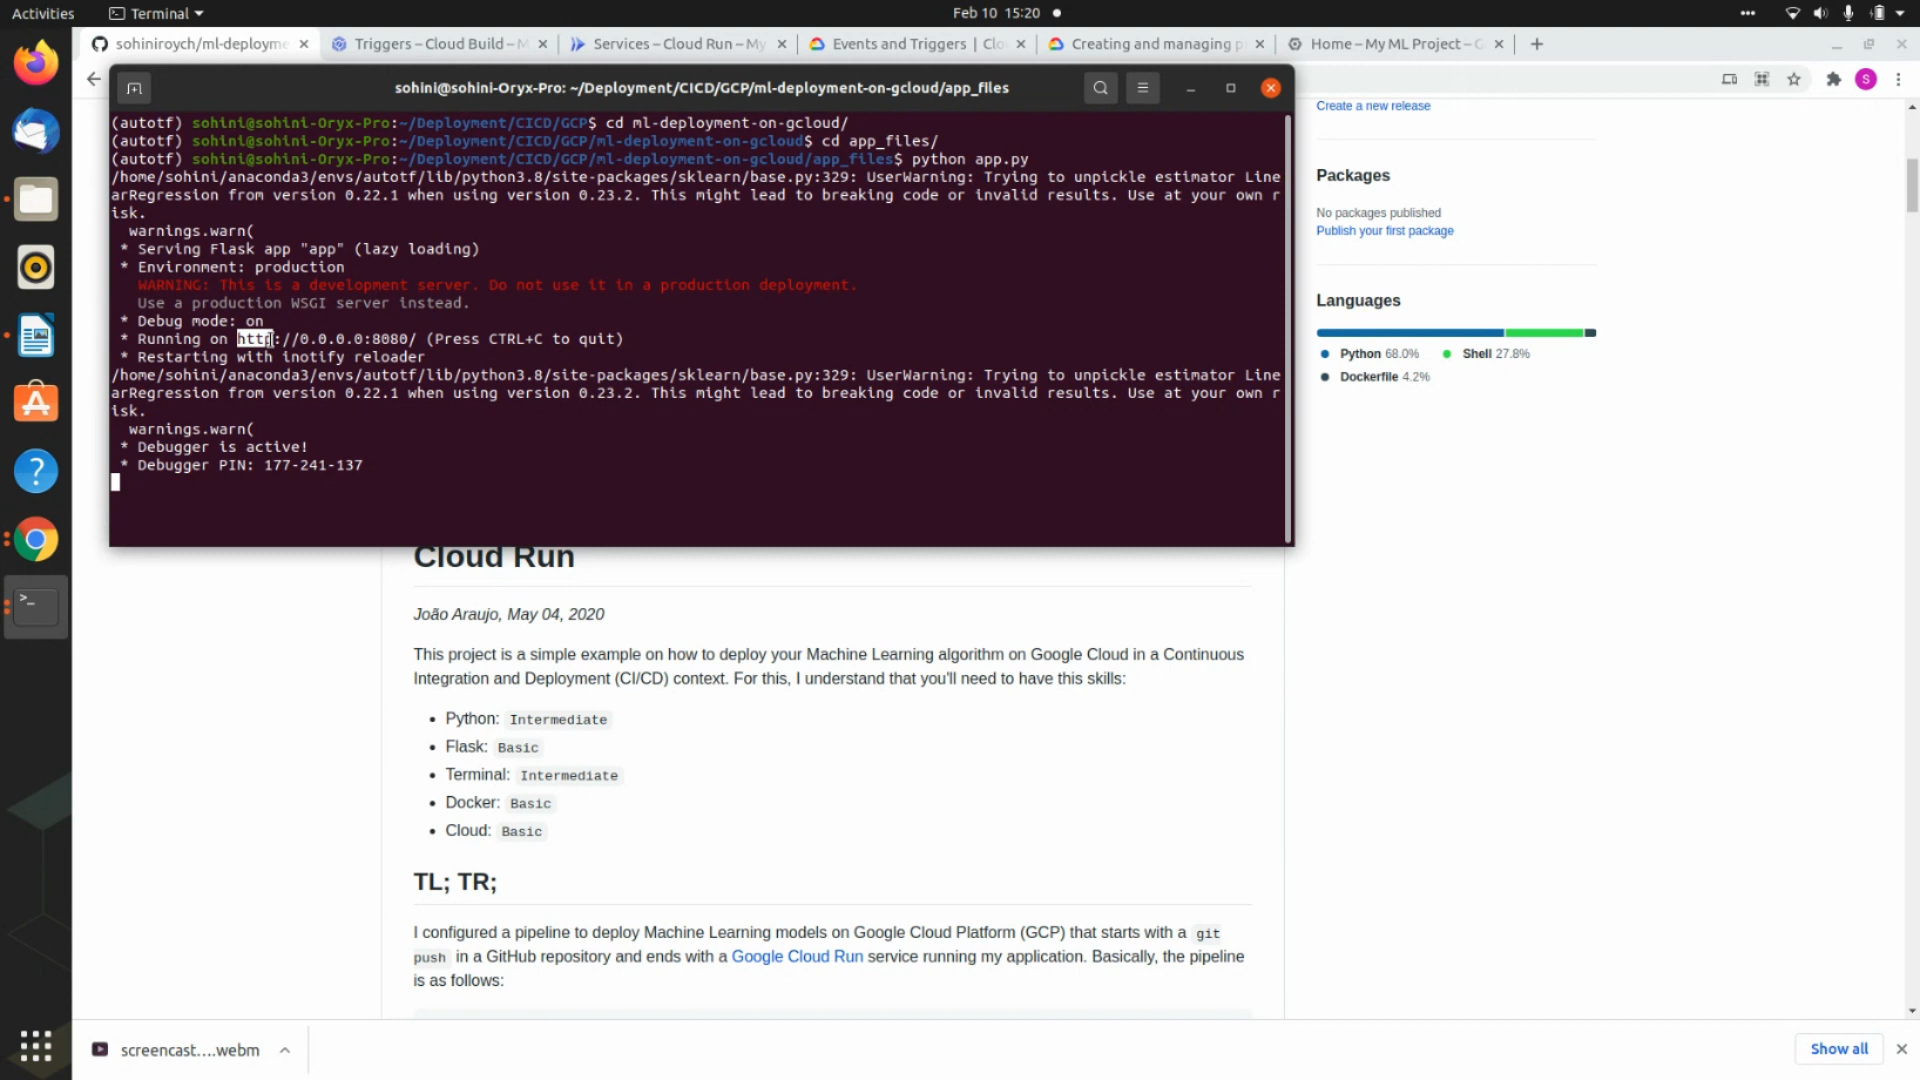 Activities
Terminal
Feb 10 15:20
sohiniroych/ml-deployme
Triggers – Cloud Build – M
Services – Cloud Run – My
Events and Triggers | Clo
Creating and managing p
Home – My ML Project – G
S
sohini@sohini-Oryx-Pro: ~/Deployment/CICD/GCP/ml-deployment-on-gcloud/app_files
(autotf) sohini@sohini-Oryx-Pro:~/Deployment/CICD/GCP$ cd ml-deployment-on-gcloud/
(autotf) sohini@sohini-Oryx-Pro:~/Deployment/CICD/GCP/ml-deployment-on-gcloud$ cd app_files/
(autotf) sohini@sohini-Oryx-Pro:~/Deployment/CICD/GCP/ml-deployment-on-gcloud/app_files$ python app.py
/home/sohini/anaconda3/envs/autotf/lib/python3.8/site-packages/sklearn/base.py:329: UserWarning: Trying to unpickle estimator Line
arRegression from version 0.22.1 when using version 0.23.2. This might lead to breaking code or invalid results. Use at your own r
isk.
warnings.warn(
* Serving Flask app "app" (lazy loading)
* Environment: production
WARNING: This is a development server. Do not use it in a production deployment.
Use a production WSGI server instead.
* Debug mode: on
* Running on http://0.0.0.0:8080/ (Press CTRL+C to quit)
* Restarting with inotify reloader
/home/sohini/anaconda3/envs/autotf/lib/python3.8/site-packages/sklearn/base.py:329: UserWarning: Trying to unpickle estimator Line
arRegression from version 0.22.1 when using version 0.23.2. This might lead to breaking code or invalid results. Use at your own r
isk.
warnings.warn(
* Debugger is active!
* Debugger PIN: 177-241-137
Create a new release
Packages
No packages published
Publish your first package
Languages
Python 68.0%
Shell 27.8%
Dockerfile 4.2%
Cloud Run
João Araujo, May 04, 2020
This project is a simple example on how to deploy your Machine Learning algorithm on Google Cloud in a Continuous
Integration and Deployment (CI/CD) context. For this, I understand that you'll need to have this skills:
• Python: Intermediate
• Flask: Basic
• Terminal: Intermediate
• Docker: Basic
• Cloud: Basic
TL; TR;
I configured a pipeline to deploy Machine Learning models on Google Cloud Platform (GCP) that starts with a git
push in a GitHub repository and ends with a Google Cloud Run service running my application. Basically, the pipeline
is as follows:
screencast....webm
Show all